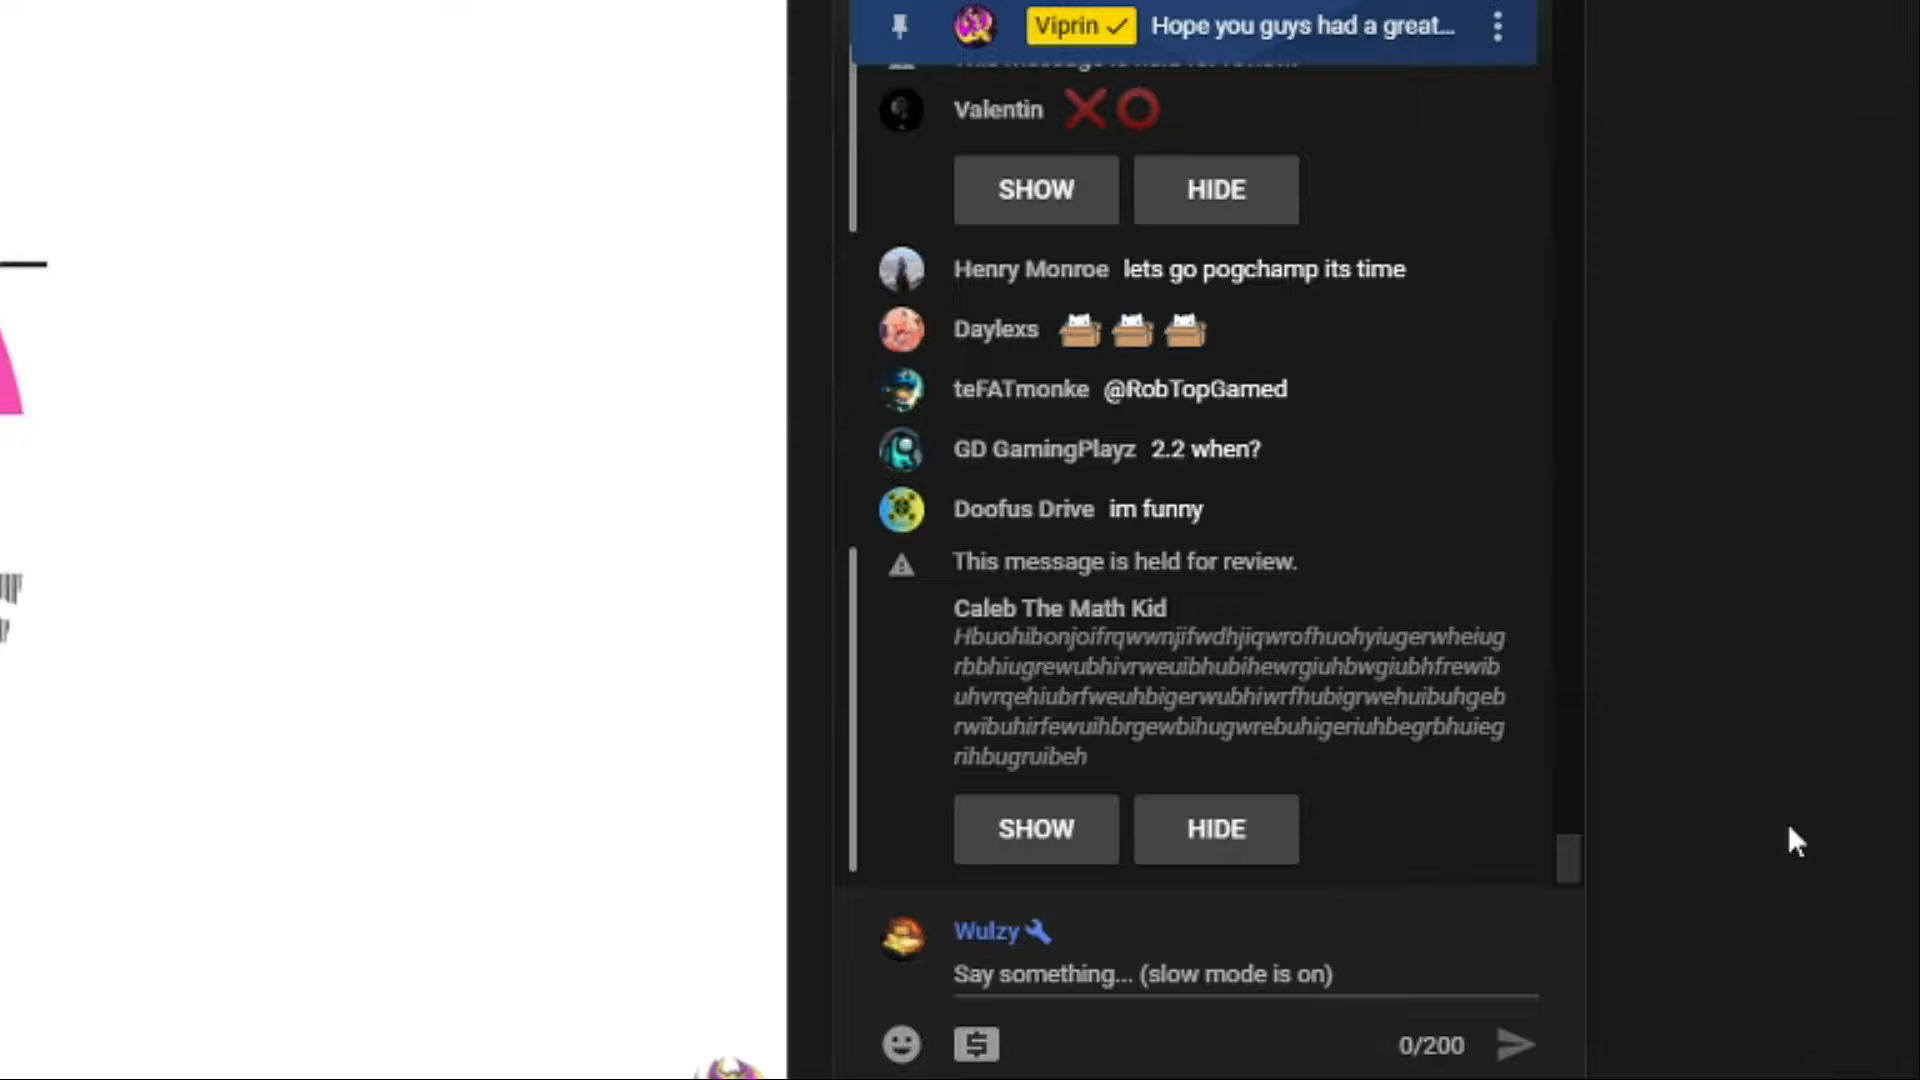 Viprin Hope you guys had a great...
Valentin
SHOW HIDE
Henry Monroe lets go pogchamp its time
Daylexs
teFATmonke @RobTopGamed
GD GamingPlayz 2.2 when?
Doofus Drive im funny
This message is held for review.
Caleb The Math Kid
Hbuohibonjoifrqwwnjifwdhjiqwrofhuohyiugerwheiug
rbbhiugrewubhivrweuibhubihewrgiuhbwgiubhfrewib
uhvrqehiubrfweuhbigerwubhiwrfhubigrwehuibuhgeb
rwibuhirfewuihbrgewbihugwrebuhigeriuhbegrbhuieg
rihbugruibeh
SHOW HIDE
Wulzy
Say something... (slow mode is on)
0/200